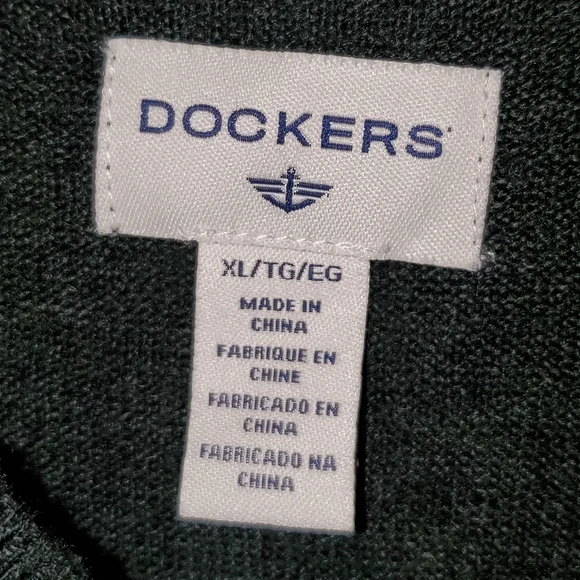 DOCKERS
XL/TG/EG
MADE IN
CHINA
FABRIQUE EN
CHINE
FABRICADO EN
CHINA
FABRICADO NA
CHINA